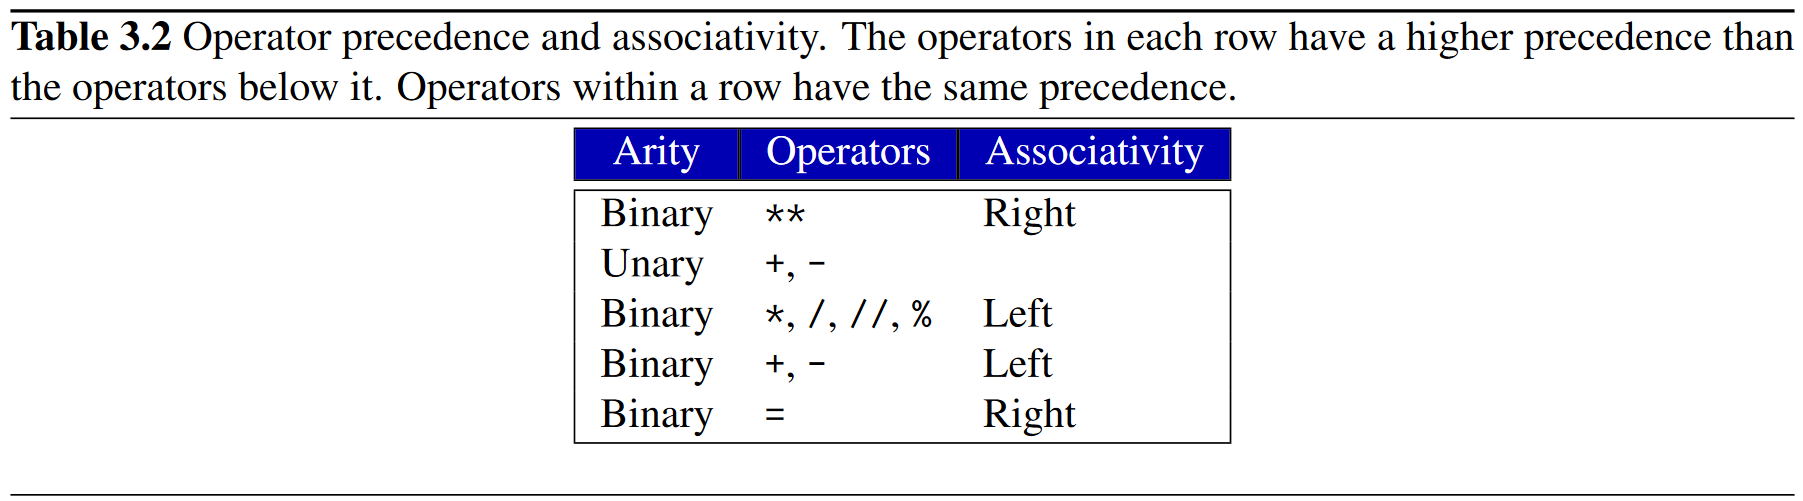 Table 3.2 Operator precedence and associativity. The operators in each row have a higher precedence than
the operators below it. Operators within a row have the same precedence.
Arity Operators Associativity
Binary ** Right
Unary +, -
Binary *, /, //, % Left
Binary +, - Left
Binary = Right